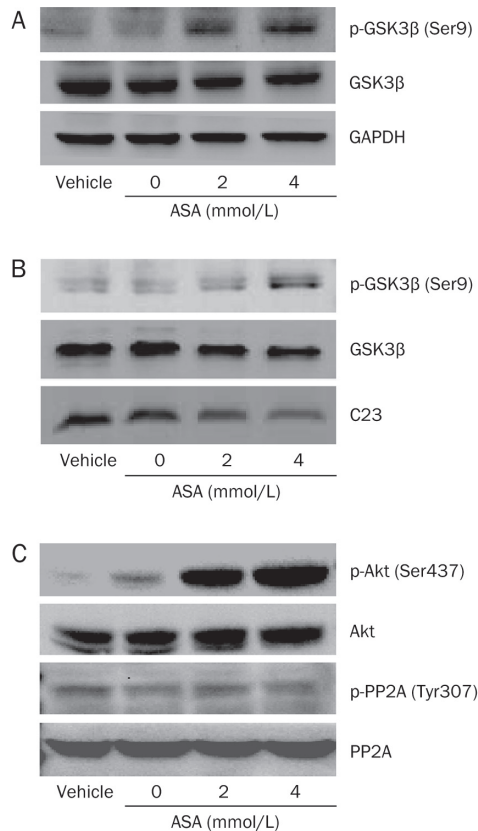 A
p-GSK3β (Ser9)
GSK3β
GAPDH
Vehicle 0 2 4
ASA (mmol/L)
B
p-GSK3β (Ser9)
GSK3β
C23
Vehicle 0 2 4
ASA (mmol/L)
C
p-Akt (Ser437)
Akt
p-PP2A (Tyr307)
PP2A
Vehicle 0 2 4
ASA (mmol/L)